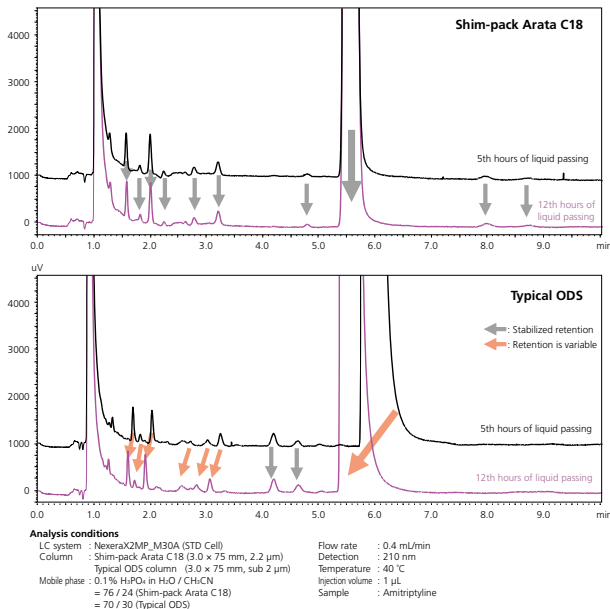 Shim-pack Arata C18
4000
3000
2000
1000
0
5th hours of liquid passing
12th hours of
liquid passing
0.0 1.0 2.0 3.0 4.0 5.0 6.0 7.0 8.0 9.0 min
uV
Typical ODS
4000
3000
2000
1000
0
: Stabilized retention
: Retention is variable
5th hours of liquid passing
12th hours of liquid passing
0.0 1.0 2.0 3.0 4.0 5.0 6.0 7.0 8.0 9.0 min
Analysis conditions
LC system : NexeraX2MP_M30A (STD Cell)
Column : Shim-pack Arata C18 (3.0 × 75 mm, 2.2 μm)
Typical ODS column (3.0 × 75 mm, sub 2 μm)
Mobile phase : 0.1% H₃PO₄ in H₂O / CH₃CN
= 76 / 24 (Shim-pack Arata C18)
= 70 / 30 (Typical ODS)
Flow rate : 0.4 mL/min
Detection : 210 nm
Temperature : 40 ℃
Injection volume : 1 μL
Sample : Amitriptyline